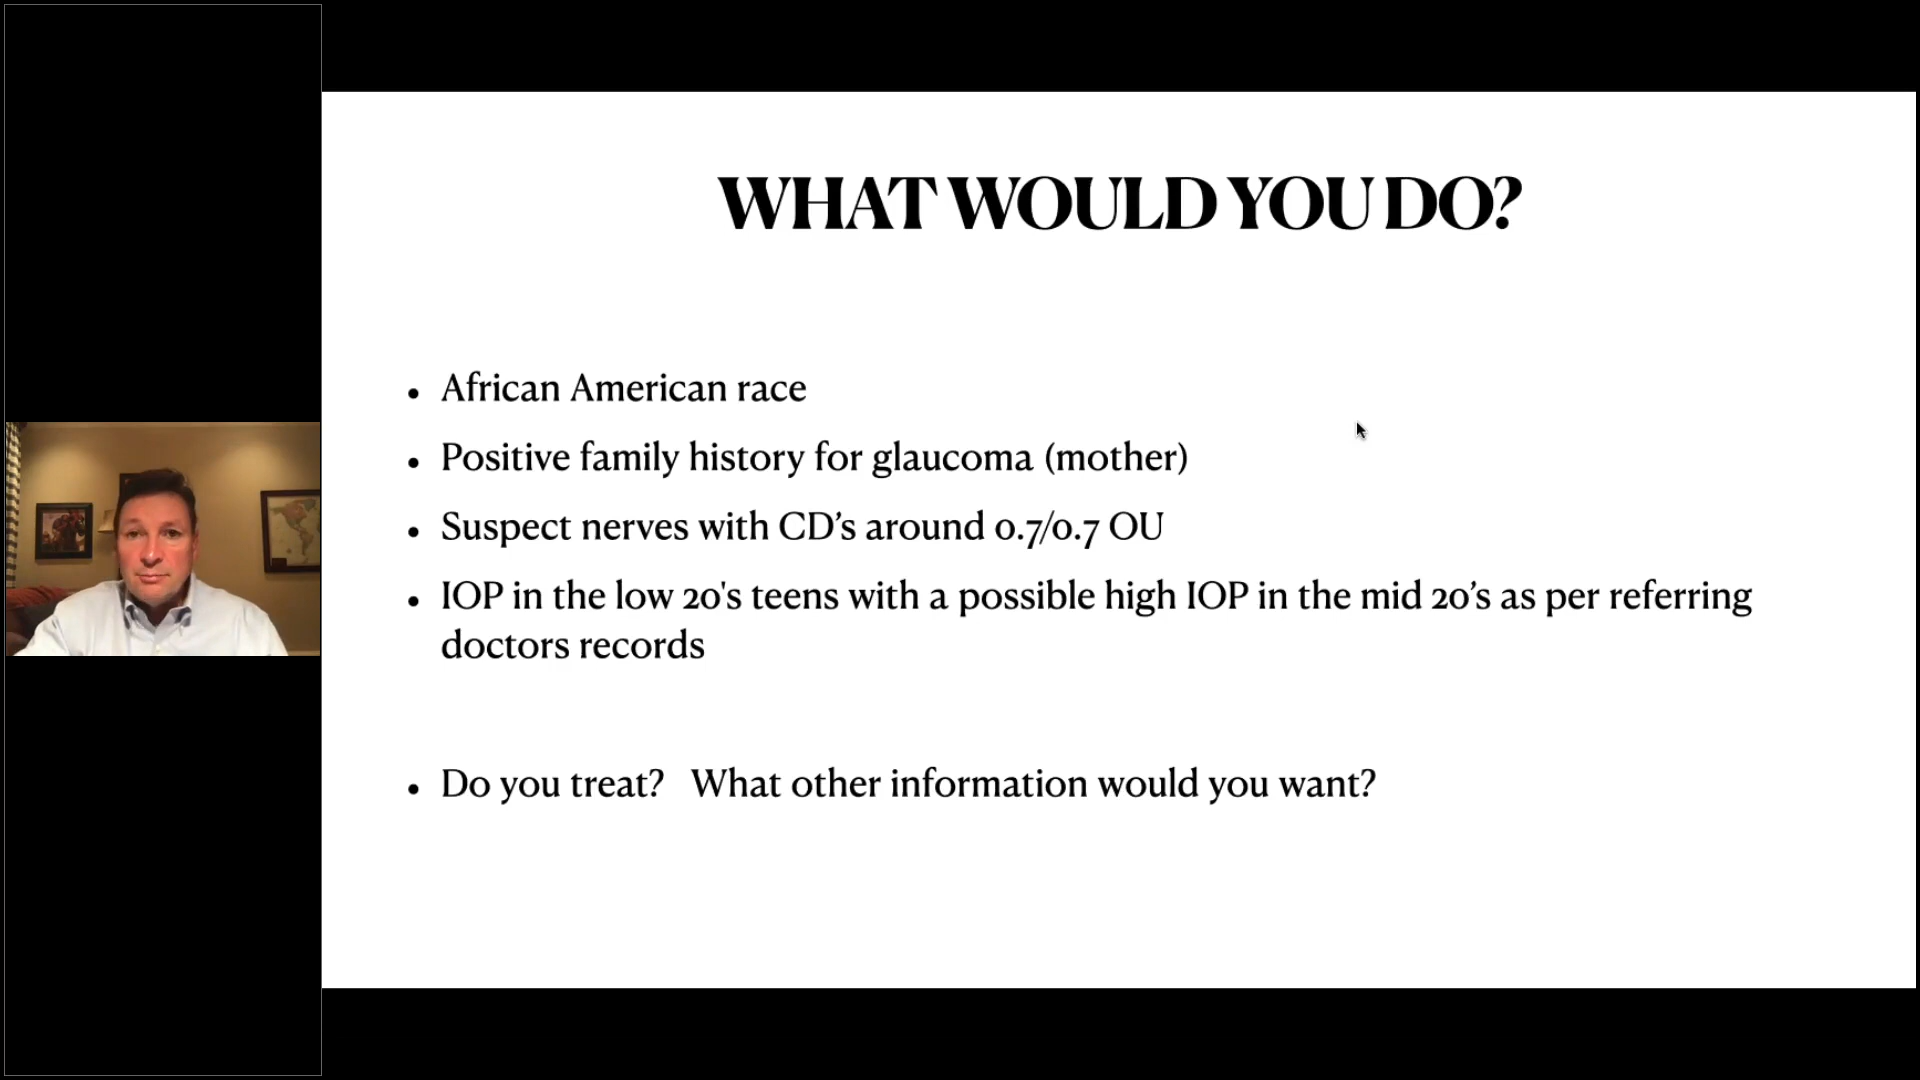 WHAT WOULD YOU DO?
• African American race
• Positive family history for glaucoma (mother)
• Suspect nerves with CD’s around 0.7/0.7 OU
• IOP in the low 20's teens with a possible high IOP in the mid 20’s as per referring
doctors records
• Do you treat?   What other information would you want?